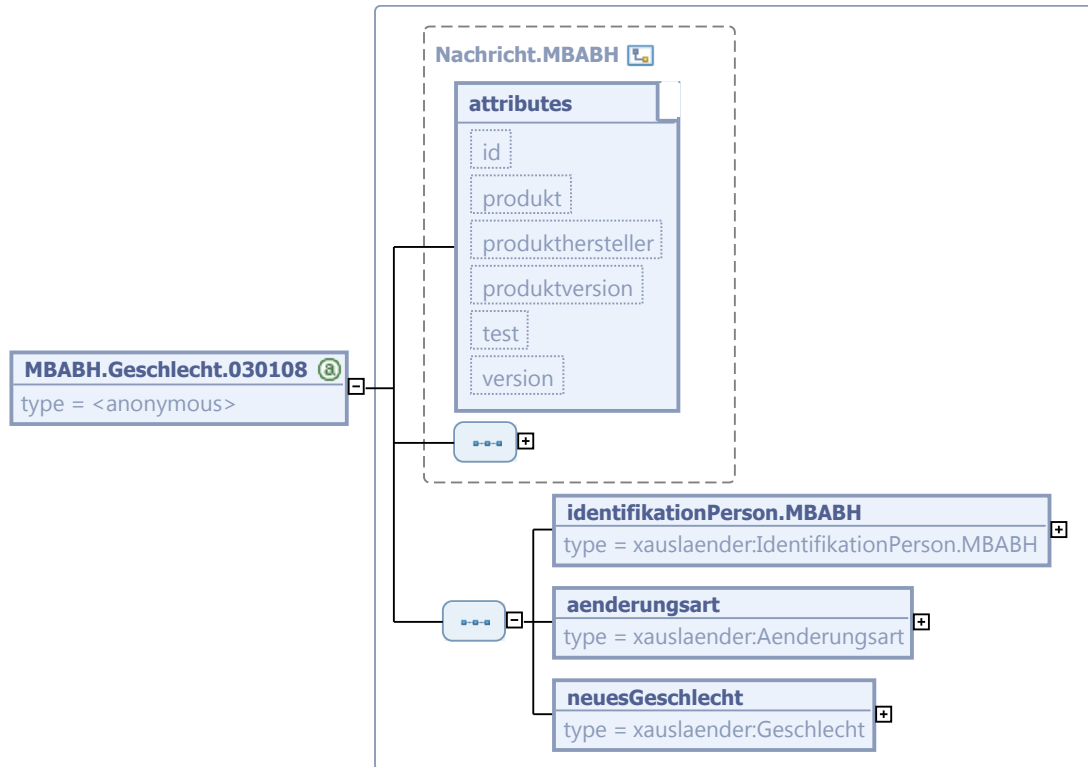 Nachricht.MBABH
attributes
id
produkt
produkthersteller
produktversion
test
version
MBABH.Geschlecht.030108 a
type = <anonymous>
identifikationPerson.MBABH
type = xauslaender:IdentifikationPerson.MBABH
aenderungsart
type = xauslaender:Aenderungsart
neuesGeschlecht
type = xauslaender:Geschlecht